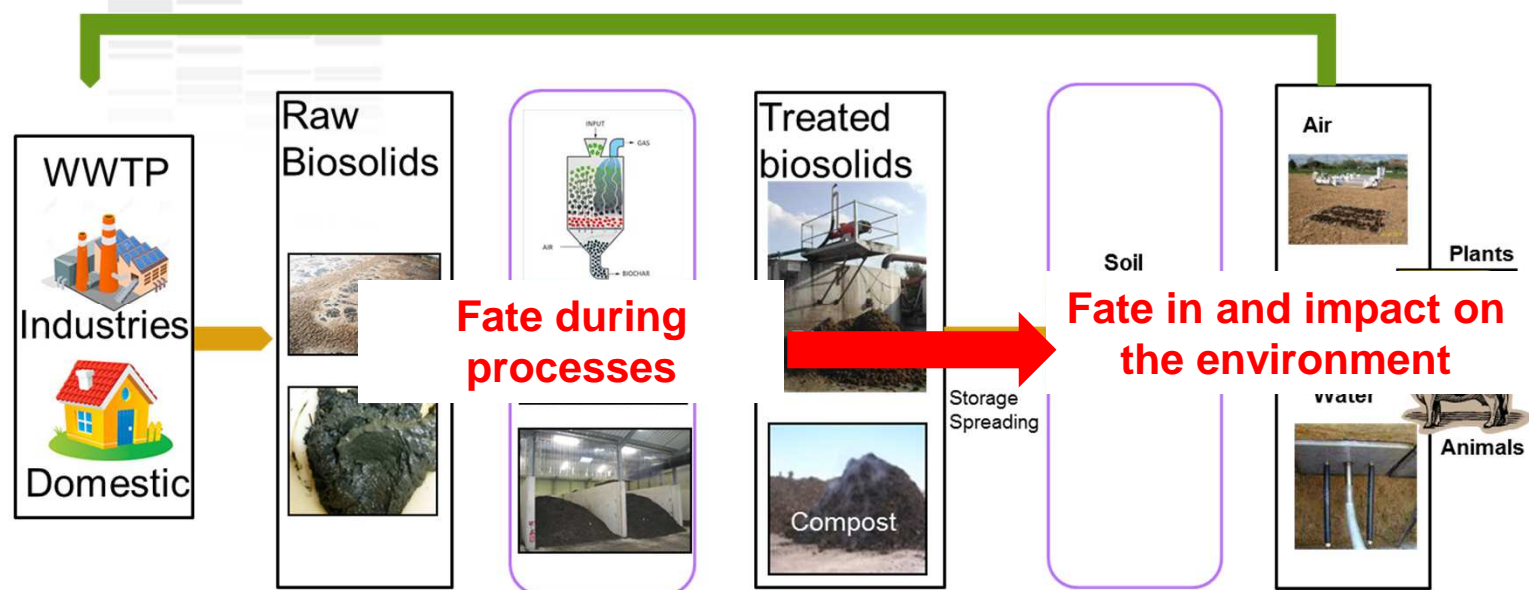 WWTP
Industries
Domestic
Raw
Biosolids
INPUT
GAS
AIR
BIOCHAR
Fate during
processes
Treated
biosolids
Compost
Storage
Spreading
Soil
Fate in and impact on
the environment
Air
Plants
Water
Animals